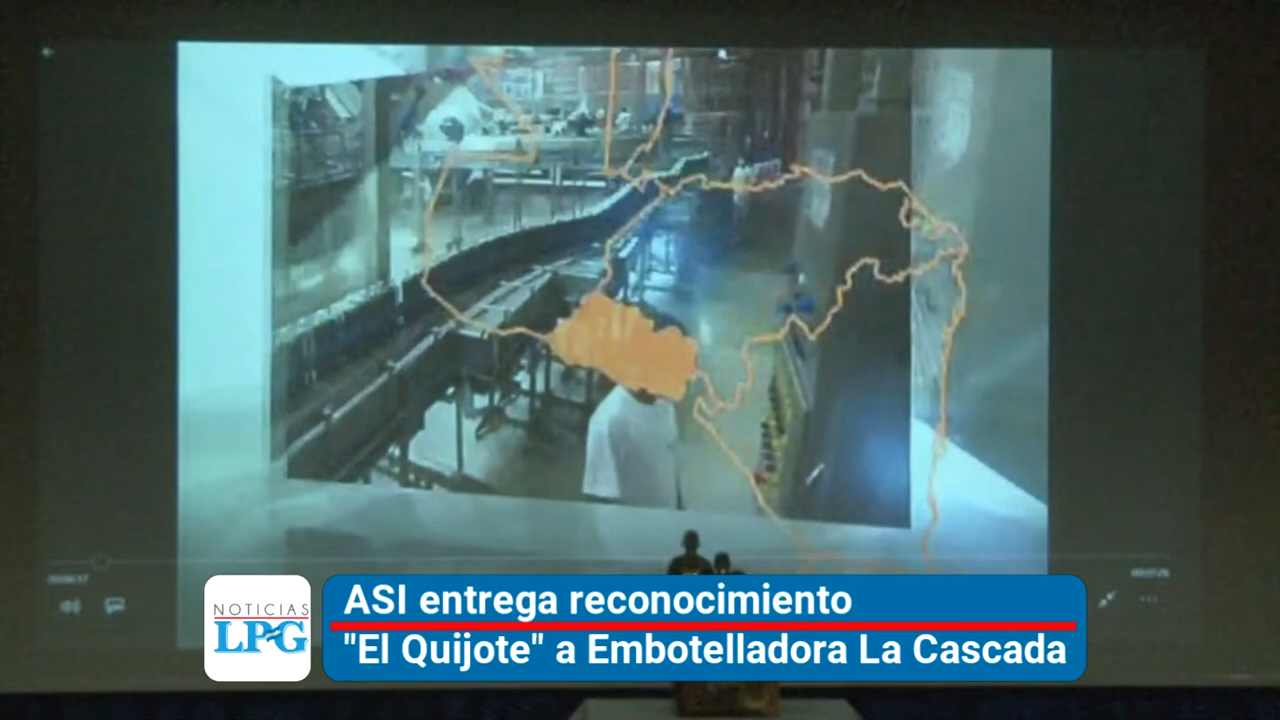 NOTICIAS
LPG
ASI entrega reconocimiento
"El Quijote" a Embotelladora La Cascada